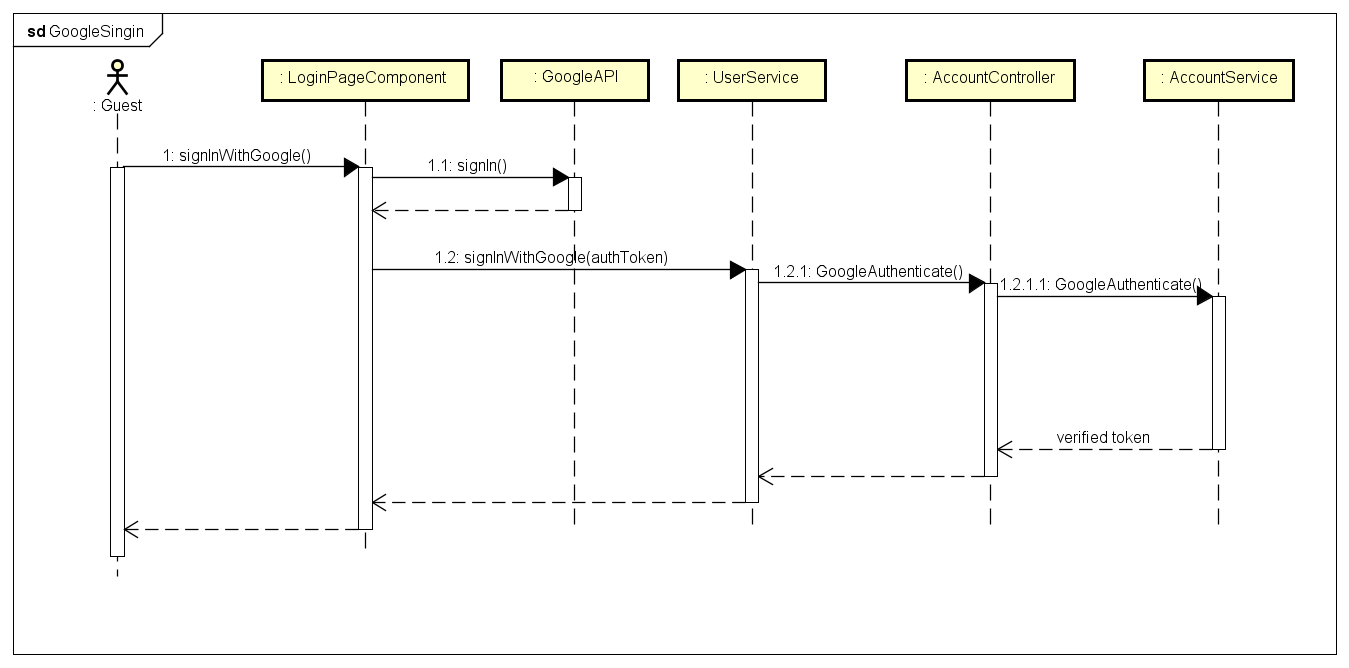 sd GoogleSingin
: Guest
: LoginPageComponent
: GoogleAPI
: UserService
: AccountController
: AccountService
1: signInWithGoogle()
1.1: signIn()
1.2: signInWithGoogle(authToken)
1.2.1: GoogleAuthenticate()
1.2.1.1: GoogleAuthenticate()
verified token